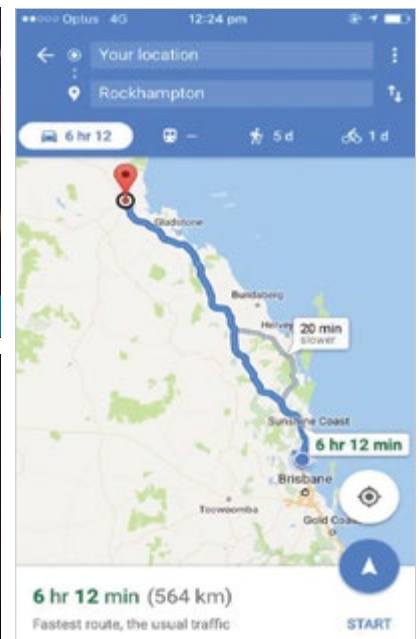 Optus 4G 12:24 pm
Your location
Rockhampton
6 hr 12 – 5 d 1 d
Gladstone
Bundaberg
Hervey
20 min
slower
Sunshine Coast
6 hr 12 min
Brisbane
Toowoomba
Gold Coa
6 hr 12 min (564 km)
Fastest route, the usual traffic
START